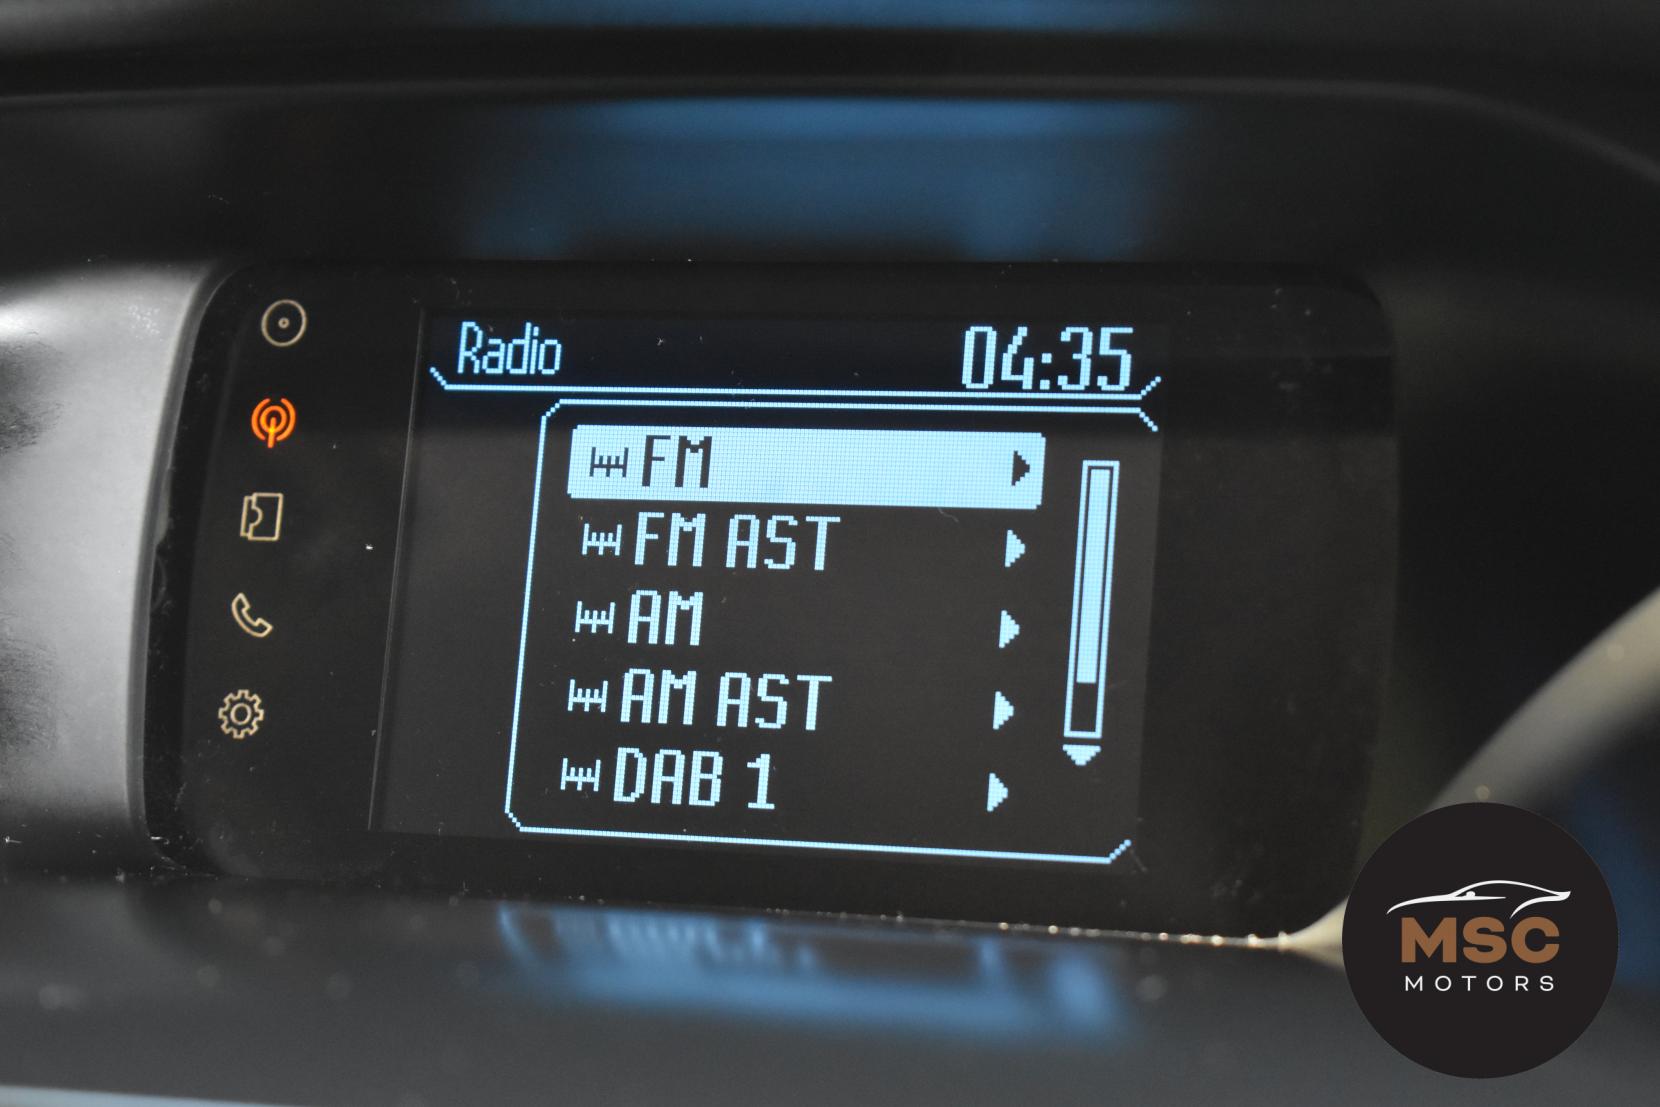 Radio 04:35
FM
FM AST
AM
AM AST
DAB 1
MSC
MOTORS